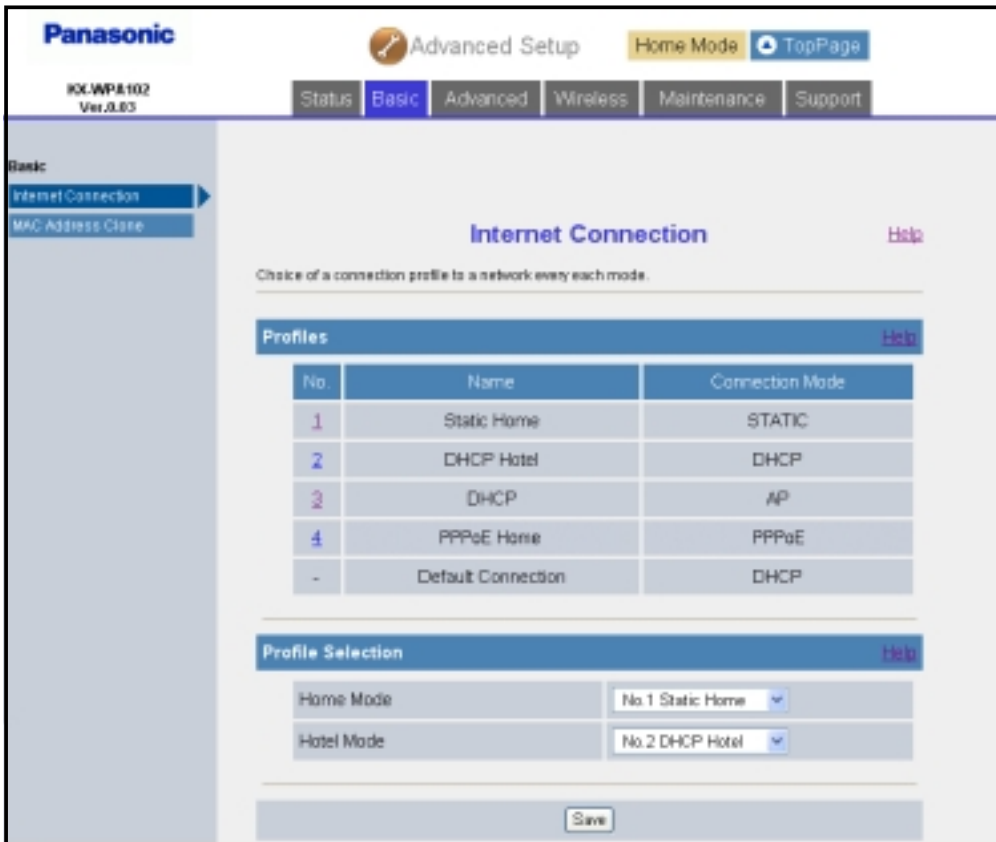 Panasonic
Advanced Setup
Home Mode
TopPage
KX-WPA102
Ver.0.03
Status Basic Advanced Wireless Maintenance Support
Basic
Internet Connection
MAC Address Clone
Internet Connection Help
Choice of a connection profile to a network every each mode.
Profiles Help
No. Name Connection Mode
1 Static Home STATIC
2 DHCP Hotel DHCP
3 DHCP AP
4 PPPoE Home PPPoE
- Default Connection DHCP
Profile Selection Help
Home Mode No.1 Static Home
Hotel Mode No.2 DHCP Hotel
Save